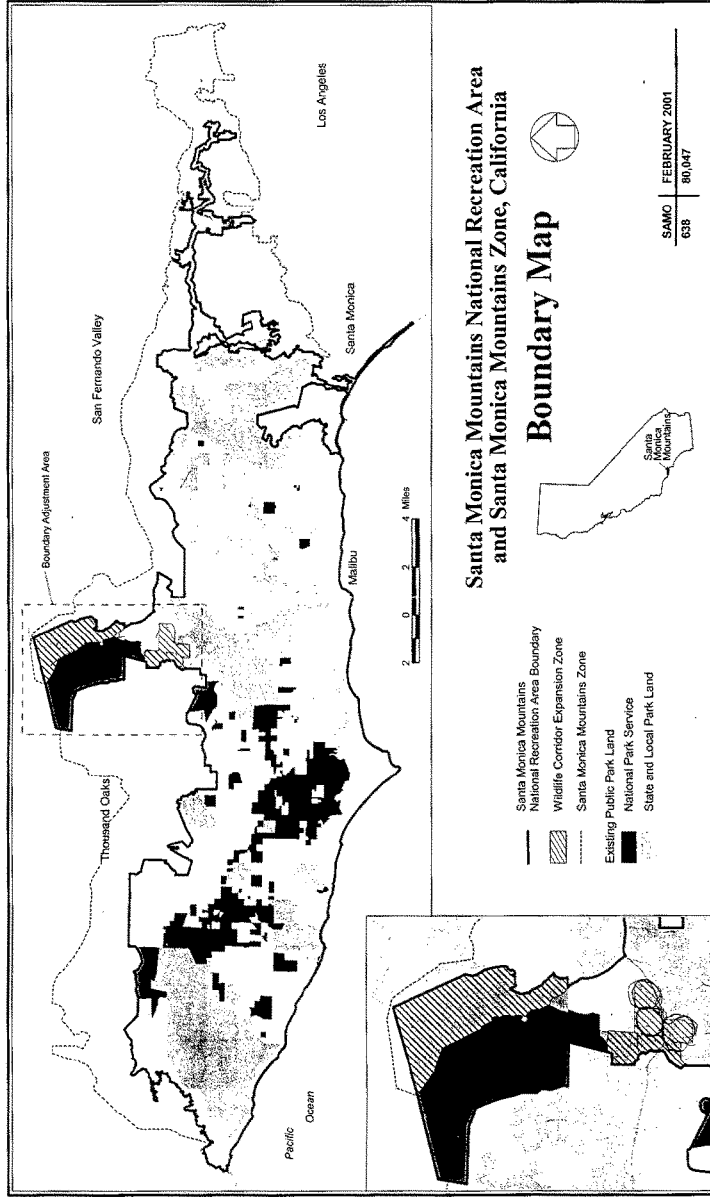 Boundary Adjustment Area
San Fernando Valley
Thousand Oaks
Los Angeles
Santa Monica
Malibu
Pacific
Ocean
2 0 2 4 Miles
Santa Monica Mountains National Recreation Area
and Santa Monica Mountains Zone, California
Boundary Map
Santa Monica Mountains
National Recreation Area Boundary
Wildlife Corridor Expansion Zone
Santa Monica Mountains Zone
Existing Public Park Land
National Park Service
State and Local Park Land
Santa
Monica
Mountains
SAMO FEBRUARY 2001
638 80,047